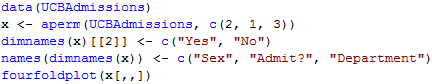 data(UCBAdmissions)
x <- aperm(UCBAdmissions, c(2, 1, 3))
dimnames(x)[[2]] <- c("Yes", "No")
names(dimnames(x)) <- c("Sex", "Admit?", "Department")
fourfoldplot(x[,,])